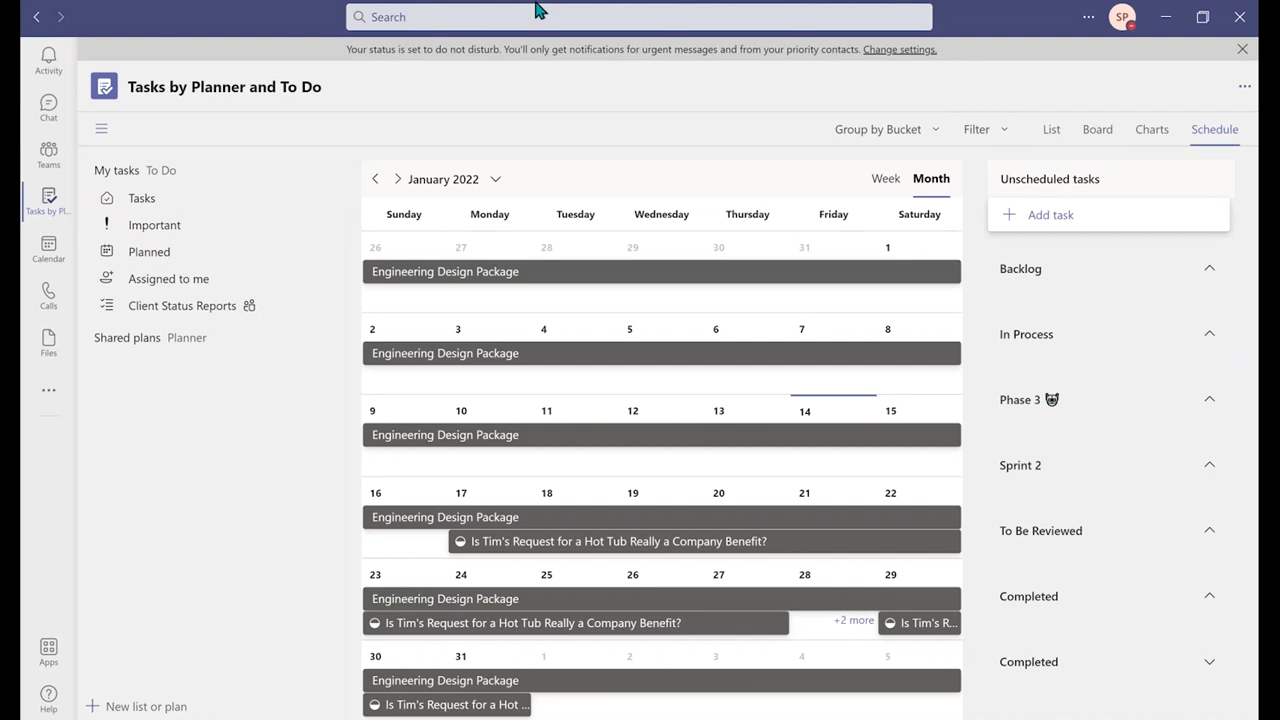 Search
SP
Your status is set to do not disturb. You'll only get notifications for urgent messages and from your priority contacts. Change settings.
Activity
Chat
Teams
Tasks by Pl...
Calendar
Calls
Files
Apps
Help
Tasks by Planner and To Do
Group by Bucket
Filter
List
Board
Charts
Schedule
My tasks To Do
Tasks
Important
Planned
Assigned to me
Client Status Reports
Shared plans Planner
New list or plan
January 2022
Week
Month
Sunday Monday Tuesday Wednesday Thursday Friday Saturday
26 27 28 29 30 31 1
Engineering Design Package
2 3 4 5 6 7 8
Engineering Design Package
9 10 11 12 13 14 15
Engineering Design Package
16 17 18 19 20 21 22
Engineering Design Package
Is Tim's Request for a Hot Tub Really a Company Benefit?
23 24 25 26 27 28 29
Engineering Design Package
Is Tim's Request for a Hot Tub Really a Company Benefit? +2 more Is Tim's R...
30 31 1 2 3 4 5
Engineering Design Package
Is Tim's Request for a Hot ...
Unscheduled tasks
Add task
Backlog
In Process
Phase 3
Sprint 2
To Be Reviewed
Completed
Completed